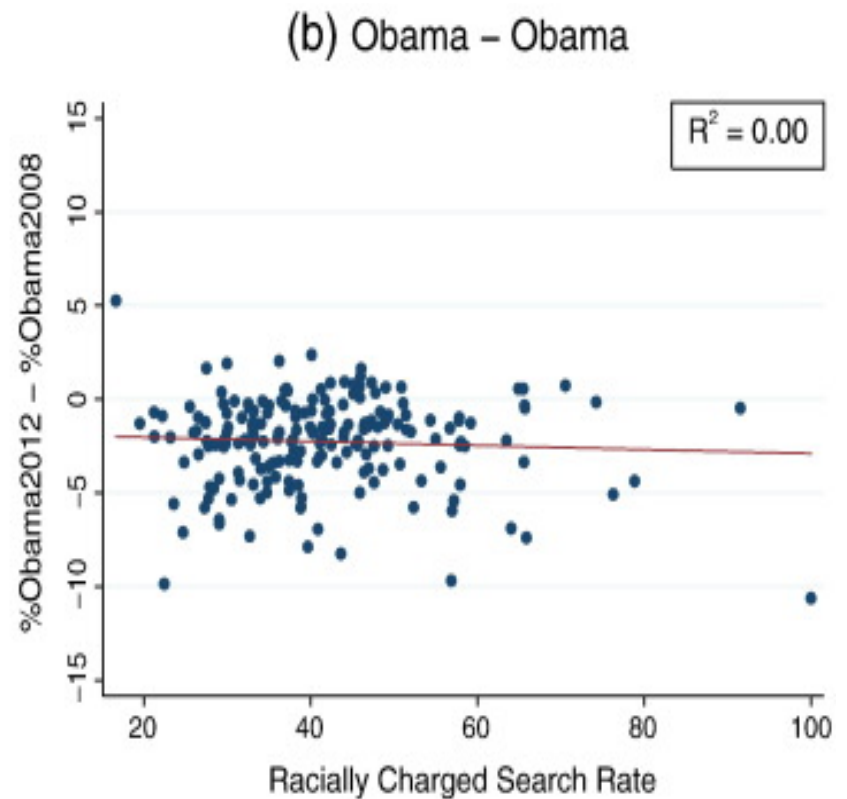 (b) Obama – Obama
R² = 0.00
%Obama2012 – %Obama2008
15
10
5
0
–5
–10
–15
20 40 60 80 100
Racially Charged Search Rate